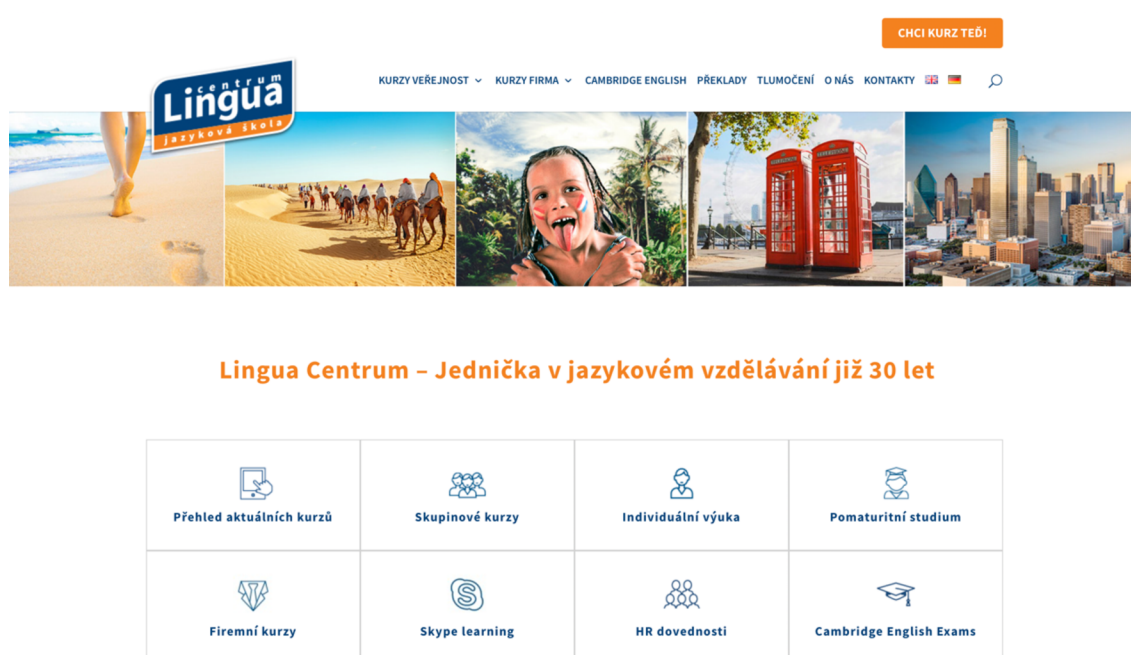 CHCI KURZ TEĎ!
centrum
Lingua
jazyková škola
KURZY VEŘEJNOST KURZY FIRMA CAMBRIDGE ENGLISH PŘEKLADY TLUMOČENÍ O NÁS KONTAKTY
Lingua Centrum – Jednička v jazykovém vzdělávání již 30 let
Přehled aktuálních kurzů Skupinové kurzy Individuální výuka Pomaturitní studium
Firemní kurzy Skype learning HR dovednosti Cambridge English Exams